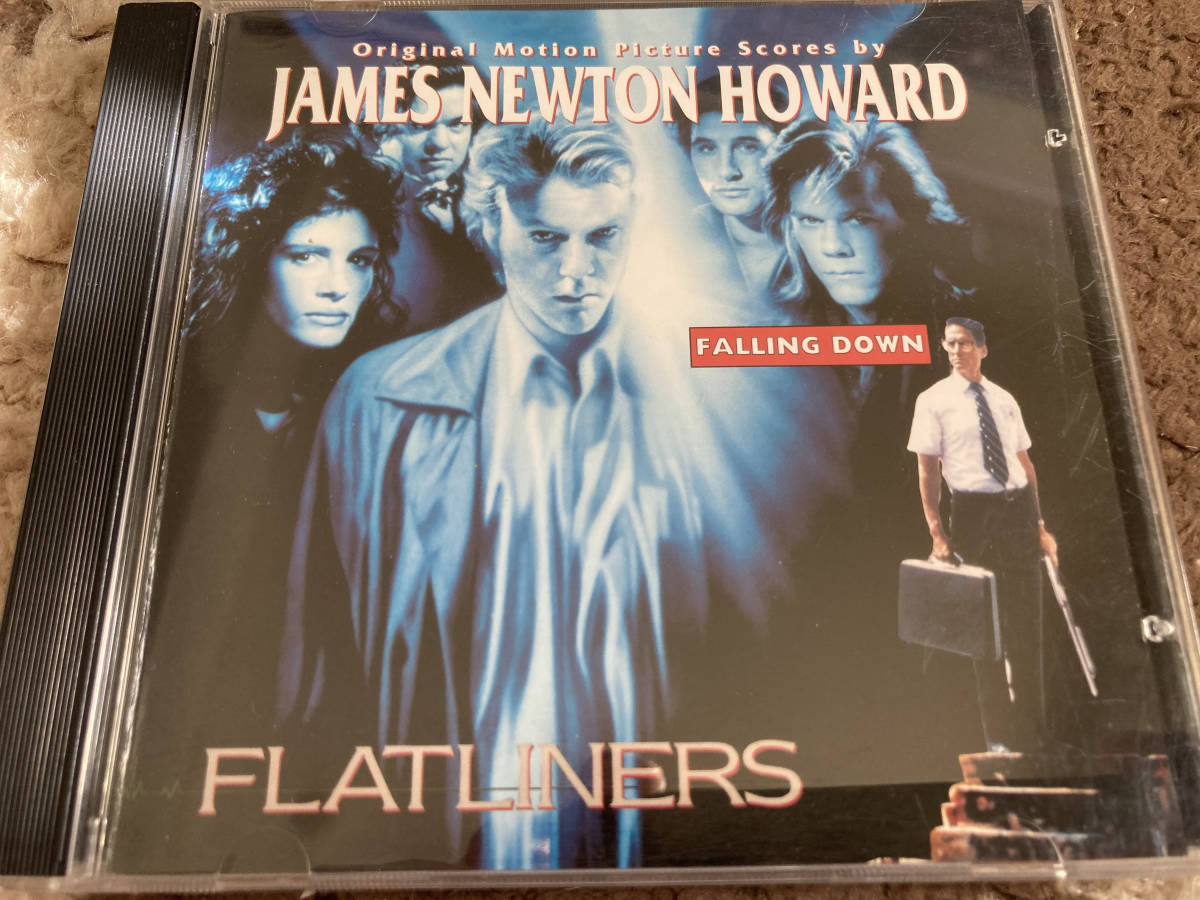 Original Motion Picture Scores by
JAMES NEWTON HOWARD
FALLING DOWN
FLATLINERS